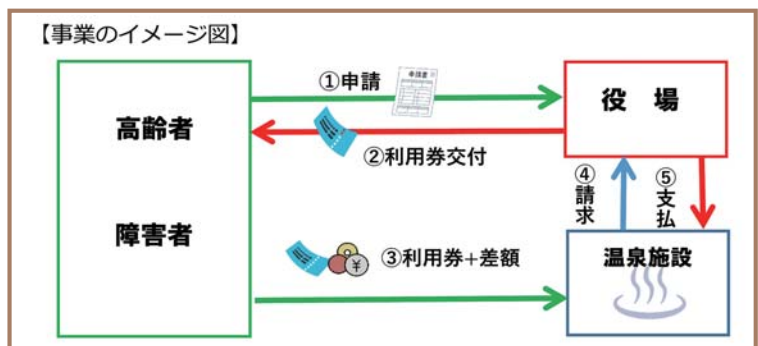 【事業のイメージ図】
①申請
申請書
高齢者
役 場
②利用券交付
障害者
③利用券+差額
④請求
⑤支払
温泉施設
¥